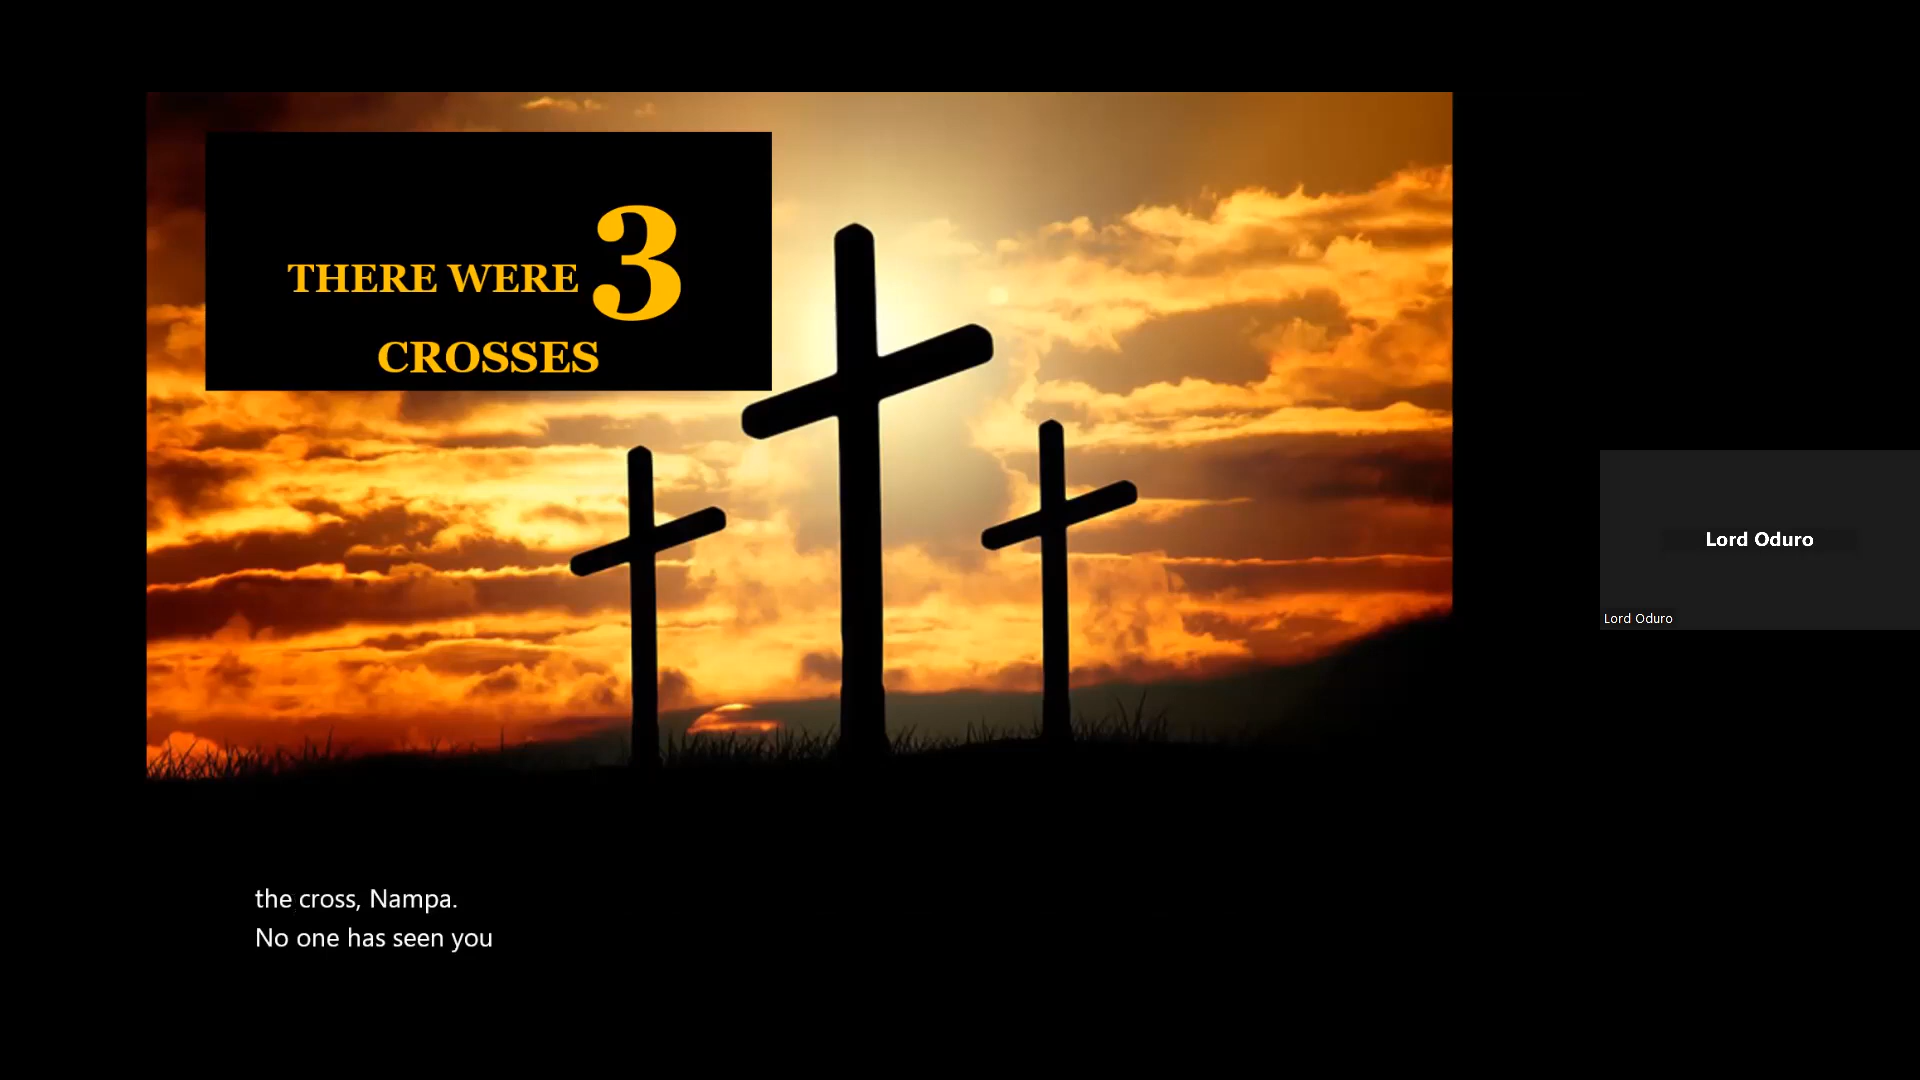 THERE WERE 3
CROSSES
Lord Oduro
Lord Oduro
the cross, Nampa.
No one has seen you